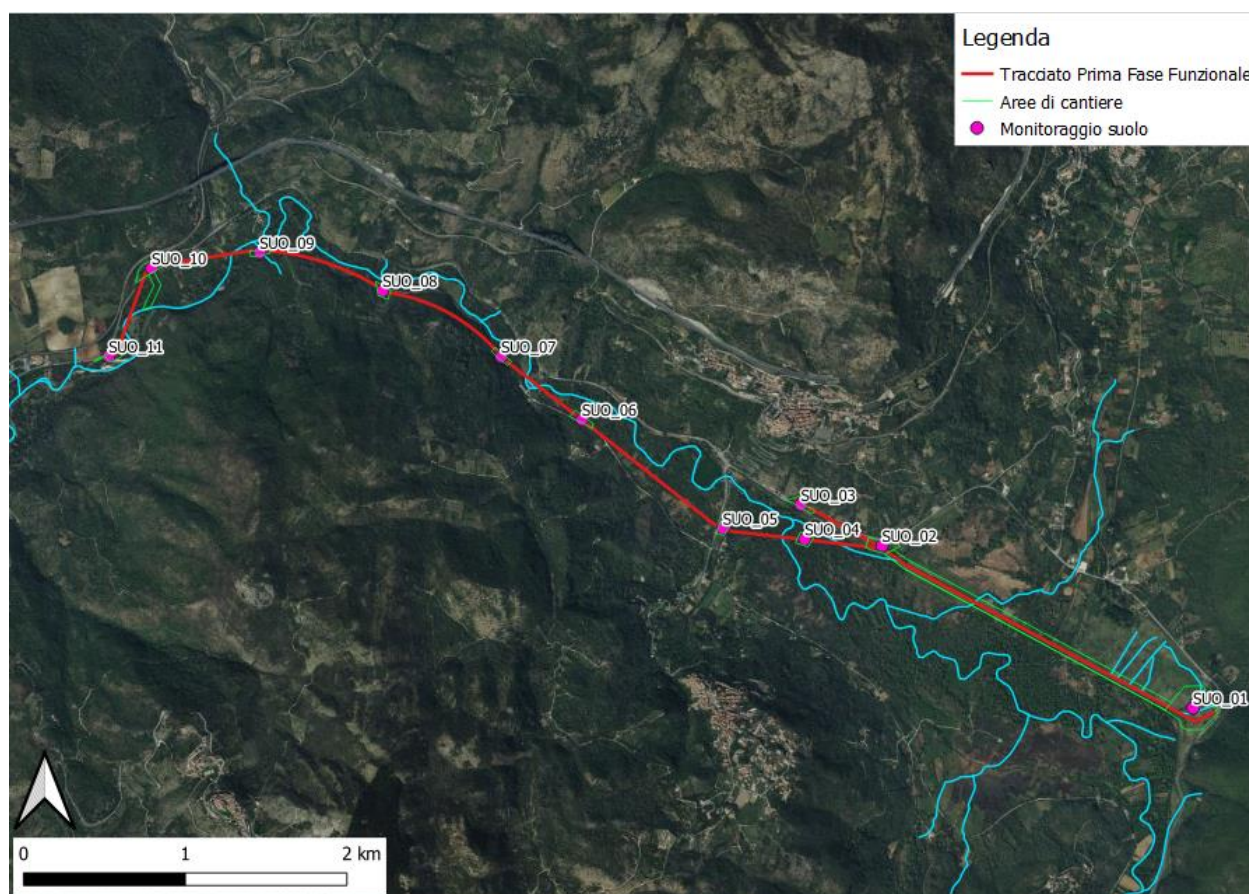 Legenda
Tracciato Prima Fase Funzionale
Aree di cantiere
Monitoraggio suolo
SUO_09
SUO_10
SUO_08
SUO_11
SUO_07
SUO_06
SUO_03
SUO_05
SUO_04
SUO_02
SUO_01
0 1 2 km